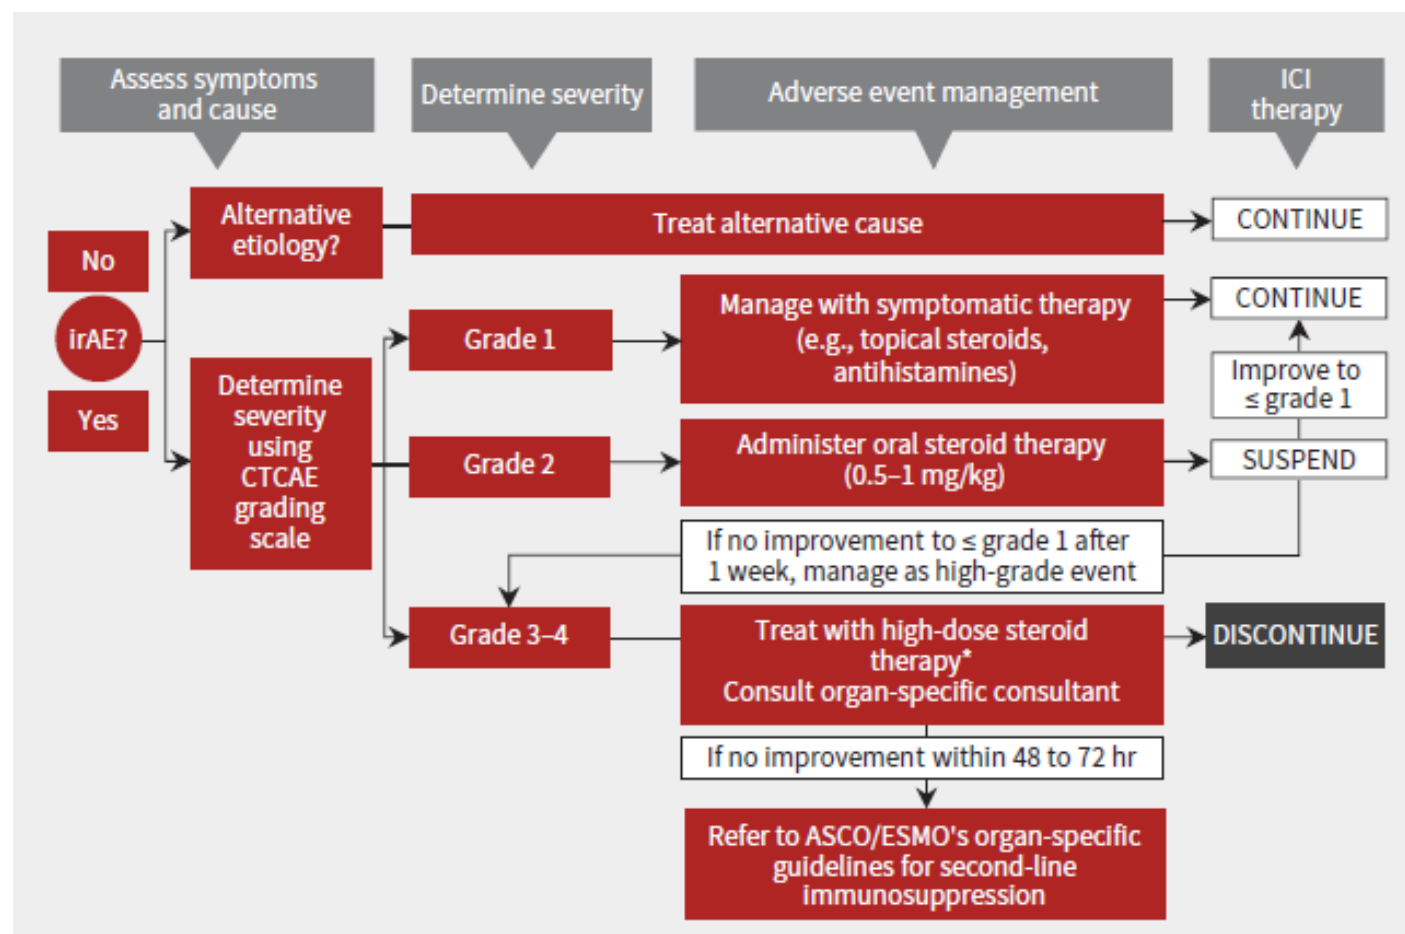 Assess symptoms
and cause
Determine severity
Adverse event management
ICI
therapy
No
irAE?
Yes
Alternative
etiology?
Treat alternative cause
CONTINUE
Determine
severity
using
CTCAE
grading
scale
Grade 1
Manage with symptomatic therapy
(e.g., topical steroids,
antihistamines)
CONTINUE
Improve to
≤ grade 1
Grade 2
Administer oral steroid therapy
(0.5–1 mg/kg)
SUSPEND
If no improvement to ≤ grade 1 after
1 week, manage as high-grade event
Grade 3–4
Treat with high-dose steroid
therapy*
Consult organ-specific consultant
DISCONTINUE
If no improvement within 48 to 72 hr
Refer to ASCO/ESMO's organ-specific
guidelines for second-line
immunosuppression